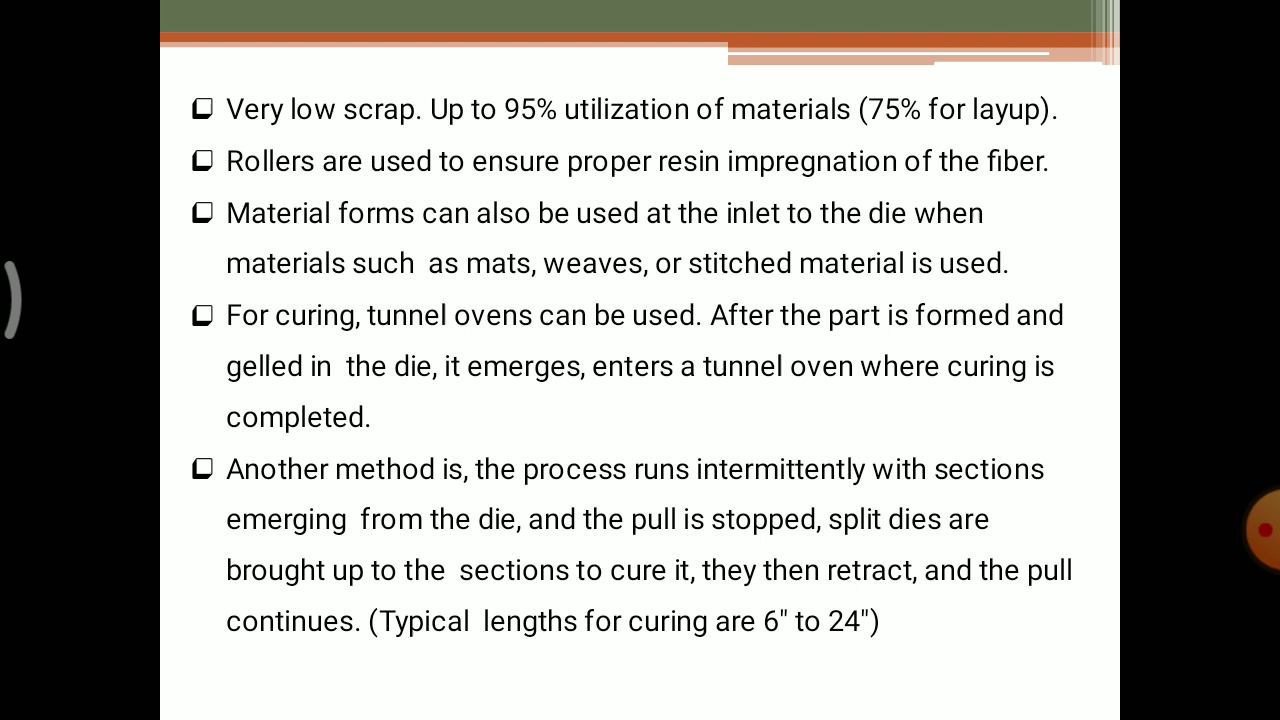 Very low scrap. Up to 95% utilization of materials (75% for layup).
Rollers are used to ensure proper resin impregnation of the fiber.
Material forms can also be used at the inlet to the die when
materials such  as mats, weaves, or stitched material is used.
For curing, tunnel ovens can be used. After the part is formed and
gelled in  the die, it emerges, enters a tunnel oven where curing is
completed.
Another method is, the process runs intermittently with sections
emerging  from the die, and the pull is stopped, split dies are
brought up to the  sections to cure it, they then retract, and the pull
continues. (Typical  lengths for curing are 6" to 24")